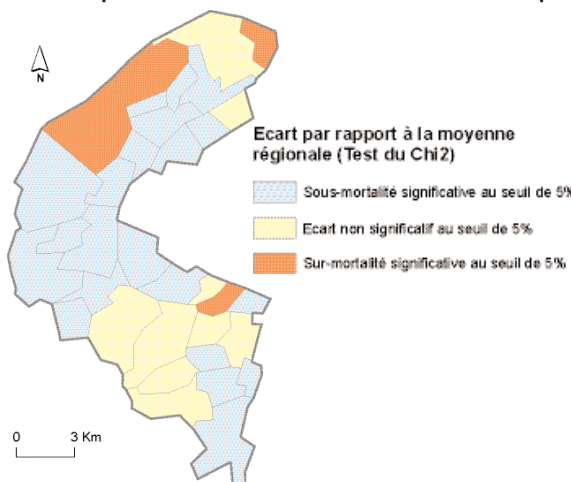 N
Ecart par rapport à la moyenne
régionale (Test du Chi2)
Sous-mortalité significative au seuil de 5%
Ecart non significatif au seuil de 5%
Sur-mortalité significative au seuil de 5%
0 3 Km